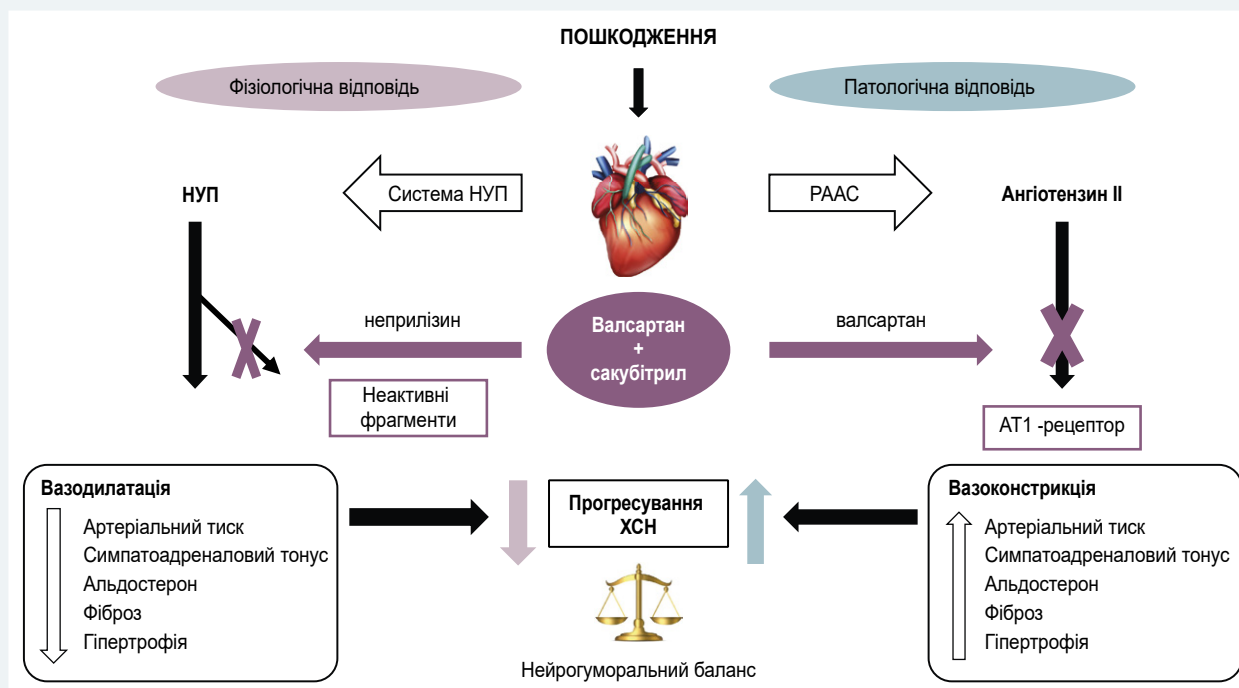 ПОШКОДЖЕННЯ
Фізіологічна відповідь
Патологічна відповідь
НУП
Система НУП
РААС
Ангіотензин II
неприлізин
Валсартан
+
сакубітрил
валсартан
Неактивні
фрагменти
АТ1 -рецептор
Вазодилатація
Артеріальний тиск
Симпатоадреналовий тонус
Альдостерон
Фіброз
Гіпертрофія
Прогресування
ХСН
Нейрогуморальний баланс
Вазоконстрикція
Артеріальний тиск
Симпатоадреналовий тонус
Альдостерон
Фіброз
Гіпертрофія